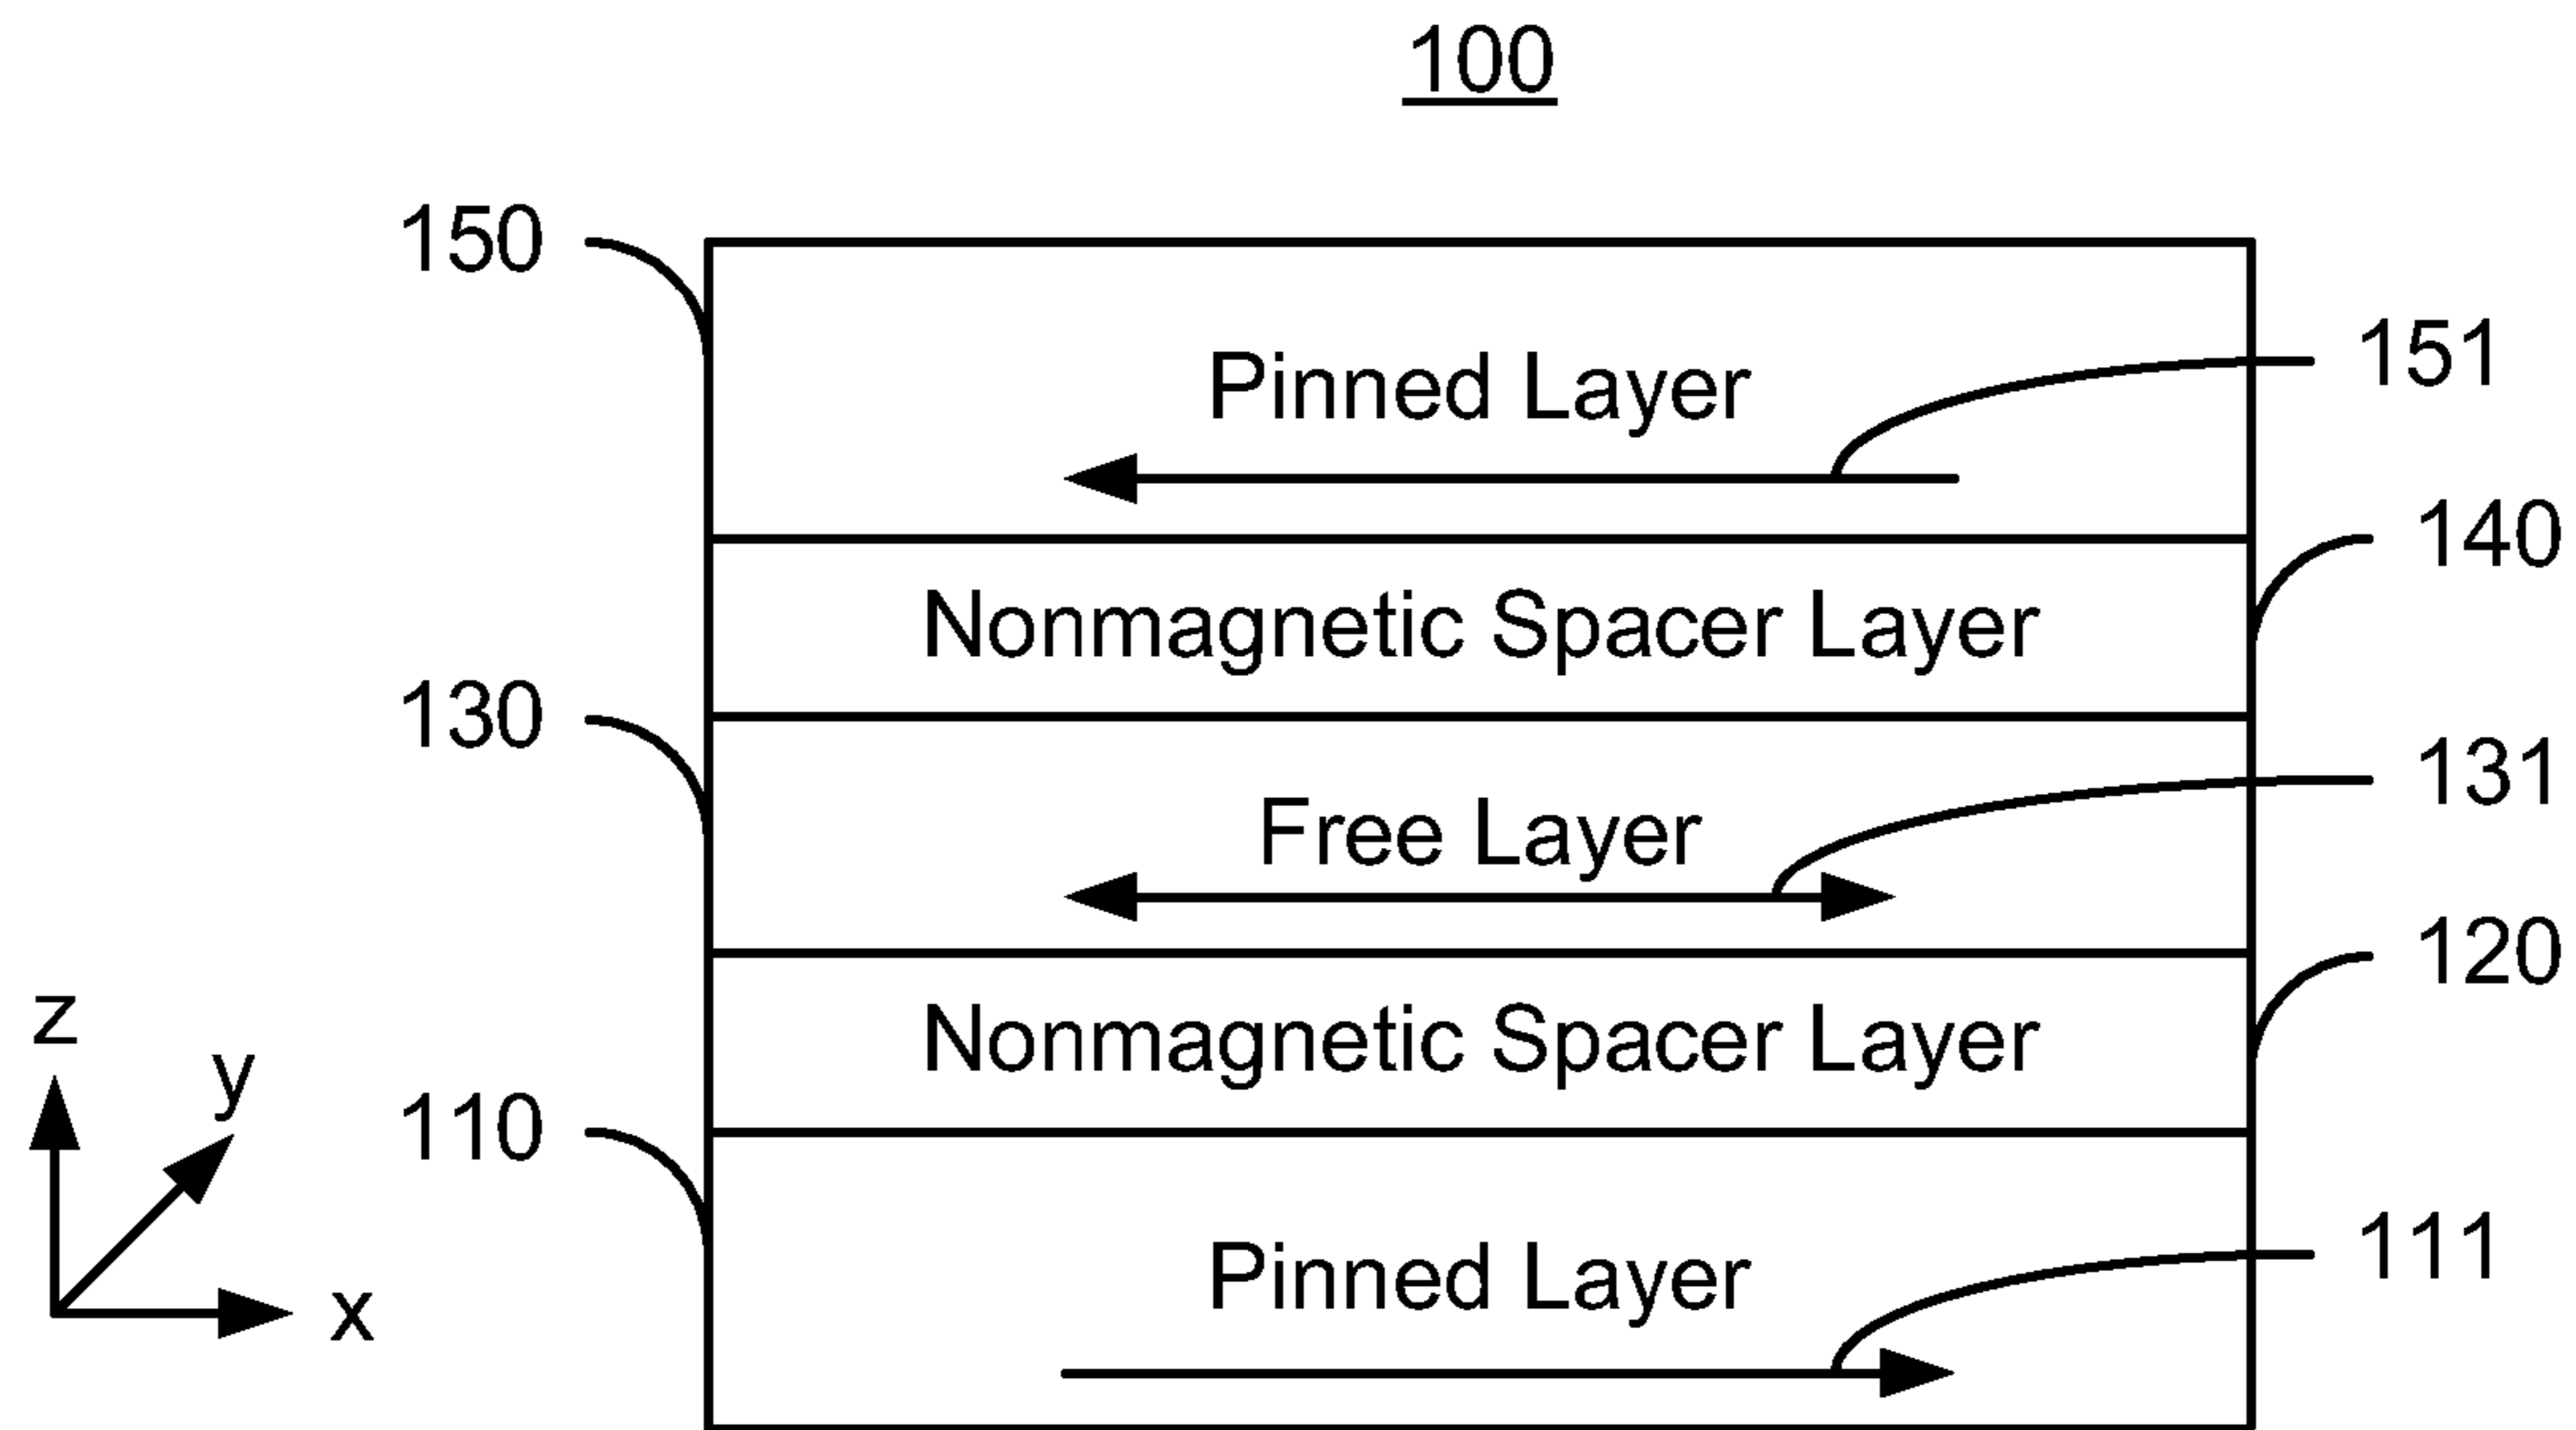 100
150
Pinned Layer
151
140
Nonmagnetic Spacer Layer
130
131
Free Layer
120
z
Nonmagnetic Spacer Layer
y
110
111
Pinned Layer
x